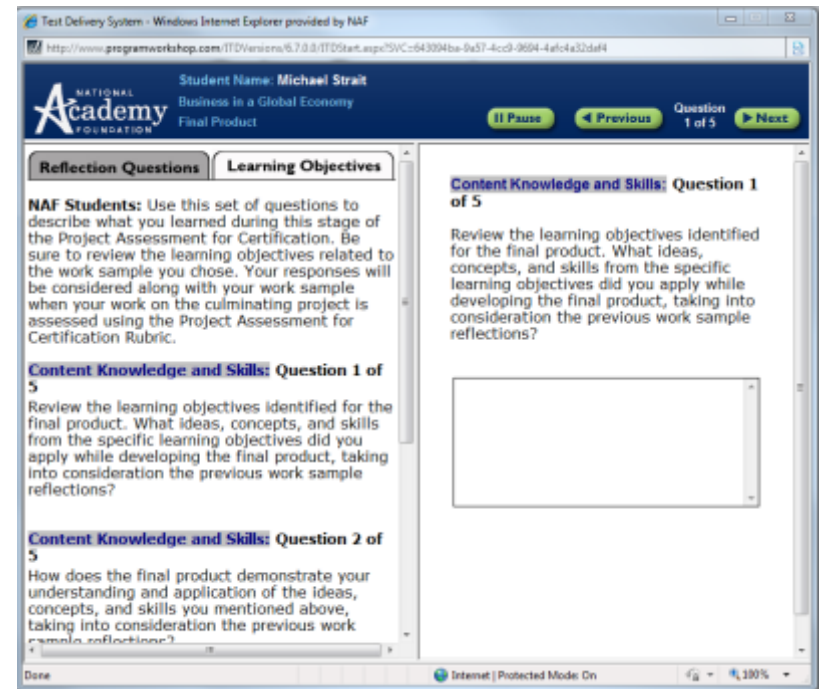 Test Delivery System - Windows Internet Explorer provided by NAF
http://www.programworkshop.com/ITDVersions/6.7.0.0/ITDStart.aspx?SVC=
NATIONAL
Academy
FOUNDATION
Student Name: Michael Strait
Business in a Global Economy
Final Product
Pause
Previous
Question
1 of 5
Next
Reflection Questions
Learning Objectives
NAF Students: Use this set of questions to
describe what you learned during this stage of
the Project Assessment for Certification. Be
sure to review the learning objectives related to
the work sample you chose. Your responses will
be considered along with your work sample
when your work on the culminating project is
assessed using the Project Assessment for
Certification Rubric.
Content Knowledge and Skills: Question 1 of
5
Review the learning objectives identified for the
final product. What ideas, concepts, and skills
from the specific learning objectives did you
apply while developing the final product, taking
into consideration the previous work sample
reflections?
Content Knowledge and Skills: Question 2 of
5
How does the final product demonstrate your
understanding and application of the ideas,
concepts, and skills you mentioned above,
taking into consideration the previous work
sample reflections?
Content Knowledge and Skills: Question 1
of 5
Review the learning objectives identified
for the final product. What ideas,
concepts, and skills from the specific
learning objectives did you apply while
developing the final product, taking into
consideration the previous work sample
reflections?
Done
Internet | Protected Mode: On
100%